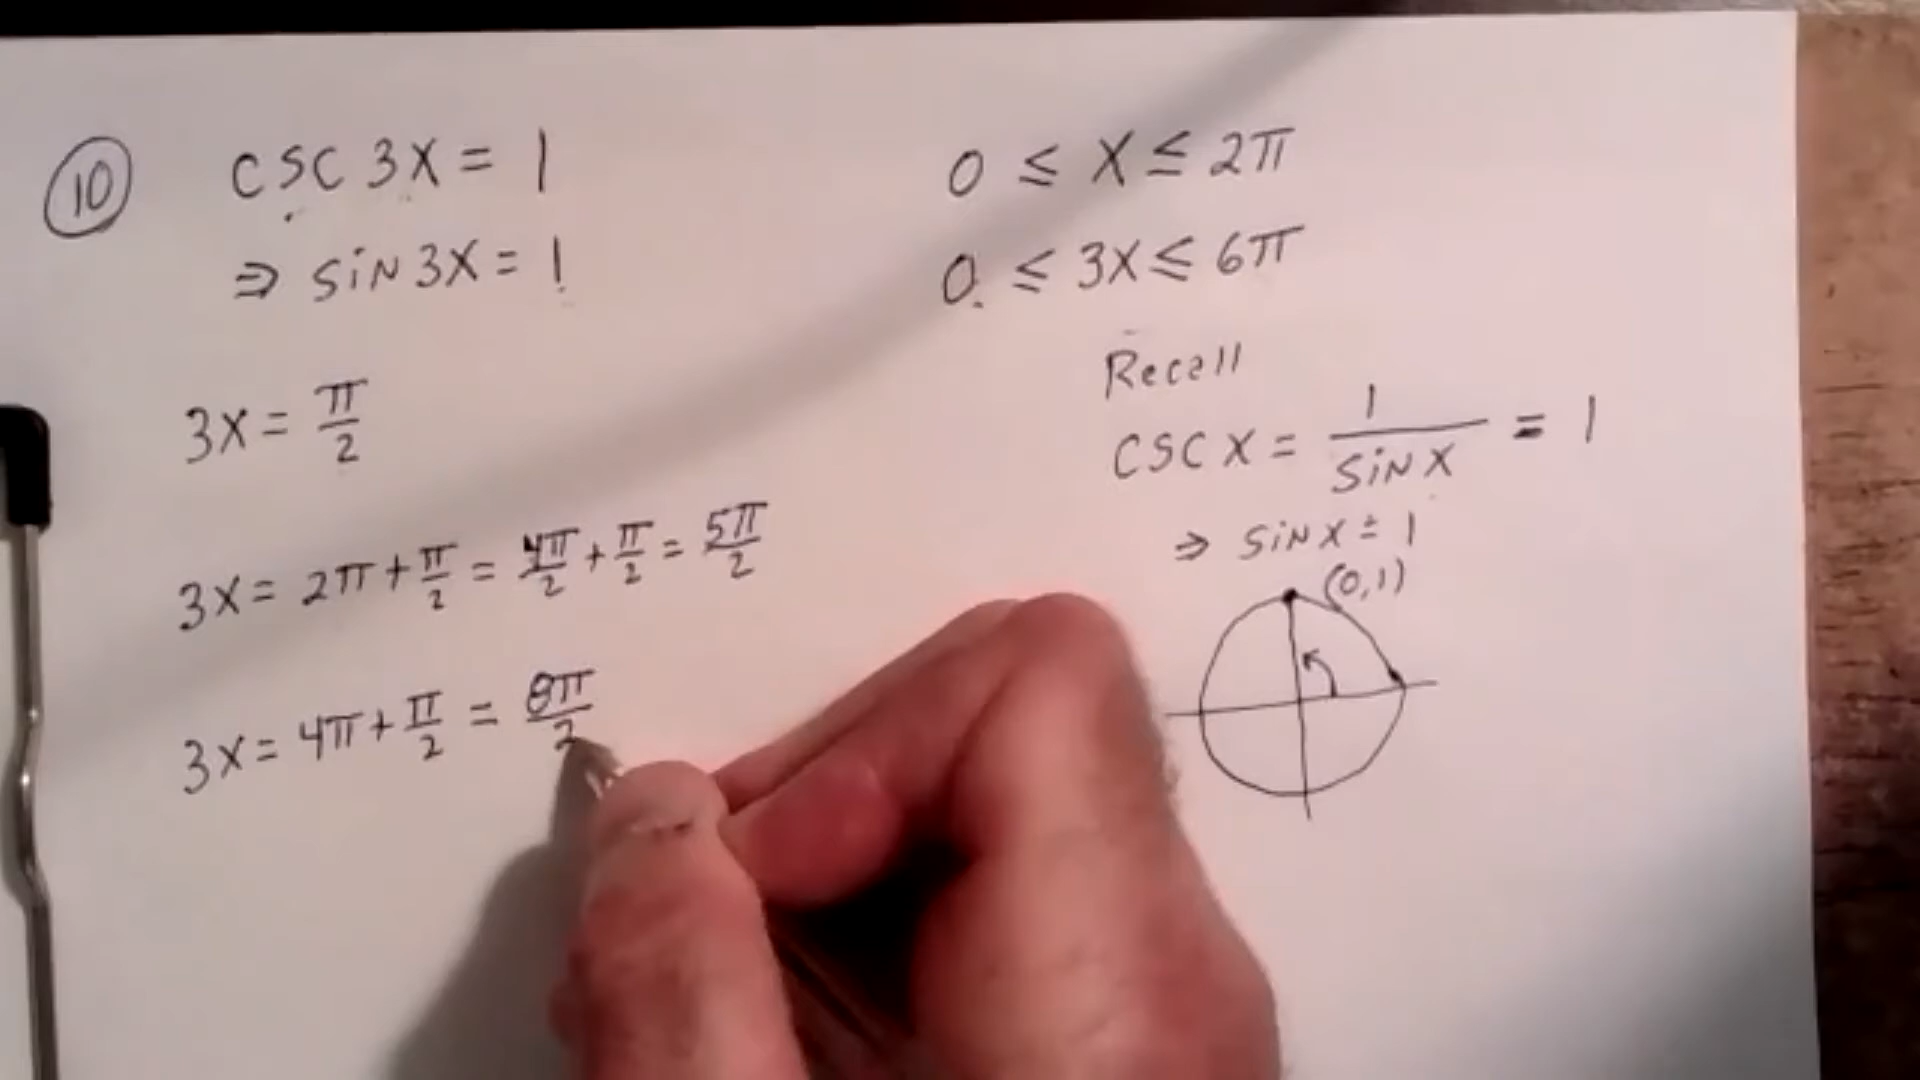 10 CSC 3X = 1
⇒ SiN 3X = 1
3X = π/2
3X = 2π + π/2 = 4π/2 + π/2 = 5π/2
3X = 4π + π/2 = 8π/2
0 ≤ X ≤ 2π
0 ≤ 3X ≤ 6π
Recall
CSC X = 1/SiN X = 1
⇒ SiN X = 1
(0,1)